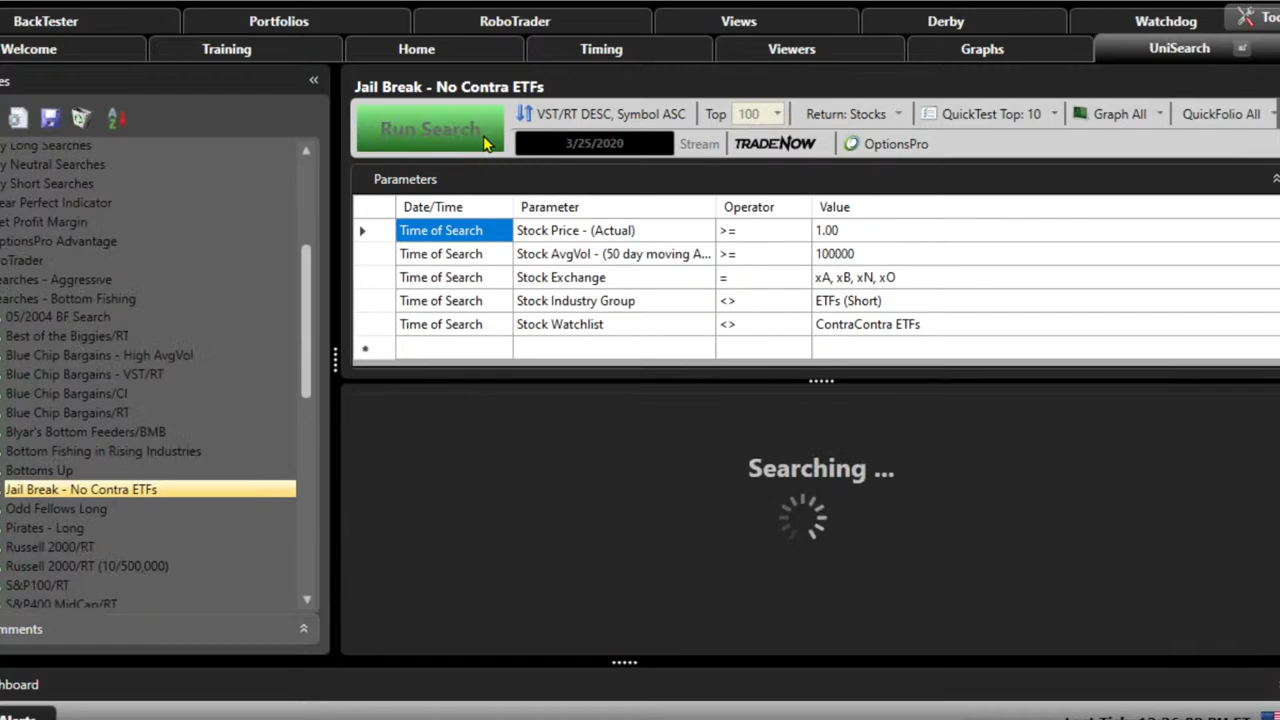 BackTester Portfolios RoboTrader Views Derby Watchdog Too
Welcome Training Home Timing Viewers Graphs UniSearch
es
y Long Searches
y Neutral Searches
y Short Searches
ear Perfect Indicator
et Profit Margin
ptionsPro Advantage
oTrader
earches - Aggressive
earches - Bottom Fishing
05/2004 BF Search
Best of the Biggies/RT
Blue Chip Bargains - High AvgVol
Blue Chip Bargains - VST/RT
Blue Chip Bargains/CI
Blue Chip Bargains/RT
Blyar's Bottom Feeders/BMB
Bottom Fishing in Rising Industries
Bottoms Up
Jail Break - No Contra ETFs
Odd Fellows Long
Pirates - Long
Russell 2000/RT
Russell 2000/RT (10/500,000)
S&P100/RT
S&P400 MidCap/RT
mments
Jail Break - No Contra ETFs
Run Search
VST/RT DESC, Symbol ASC Top 100 Return: Stocks QuickTest Top: 10 Graph All QuickFolio All
3/25/2020 Stream TRADENOW OptionsPro
Parameters
Date/Time Parameter Operator Value
Time of Search Stock Price - (Actual) >= 1.00
Time of Search Stock AvgVol - (50 day moving A... >= 100000
Time of Search Stock Exchange = xA, xB, xN, xO
Time of Search Stock Industry Group <> ETFs (Short)
Time of Search Stock Watchlist <> ContraContra ETFs
Searching ...
hboard